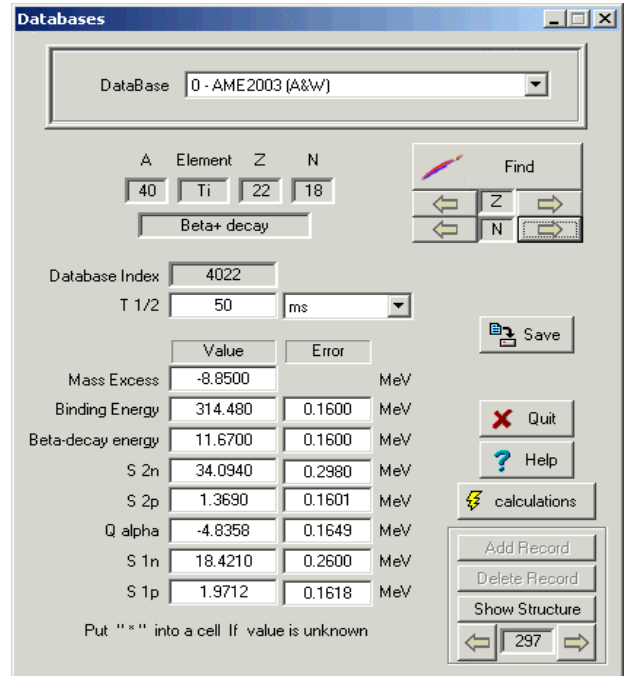 Databases
DataBase 0 - AME2003 (A&W)
A Element Z N
40 Ti 22 18
Beta+ decay
Find
Z
N
Database Index 4022
T 1/2 50 ms
Save
Value Error
Mass Excess -8.8500 MeV
Binding Energy 314.480 0.1600 MeV
Beta-decay energy 11.6700 0.1600 MeV
S 2n 34.0940 0.2980 MeV
S 2p 1.3690 0.1601 MeV
Q alpha -4.8358 0.1649 MeV
S 1n 18.4210 0.2600 MeV
S 1p 1.9712 0.1618 MeV
Put "*" into a cell If value is unknown
Quit
Help
calculations
Add Record
Delete Record
Show Structure
297